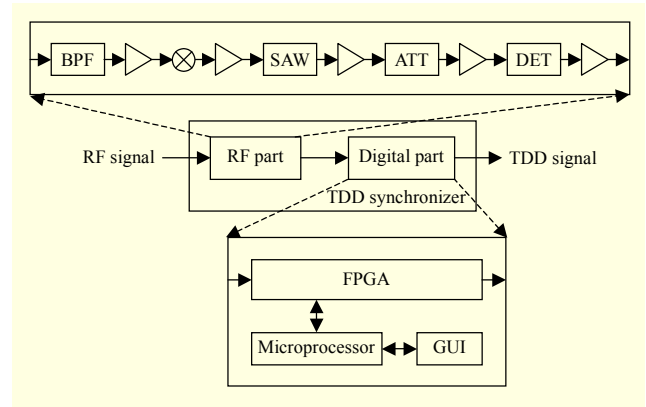 BPF
SAW
ATT
DET
RF signal
RF part
Digital part
TDD signal
TDD synchronizer
FPGA
Microprocessor
GUI